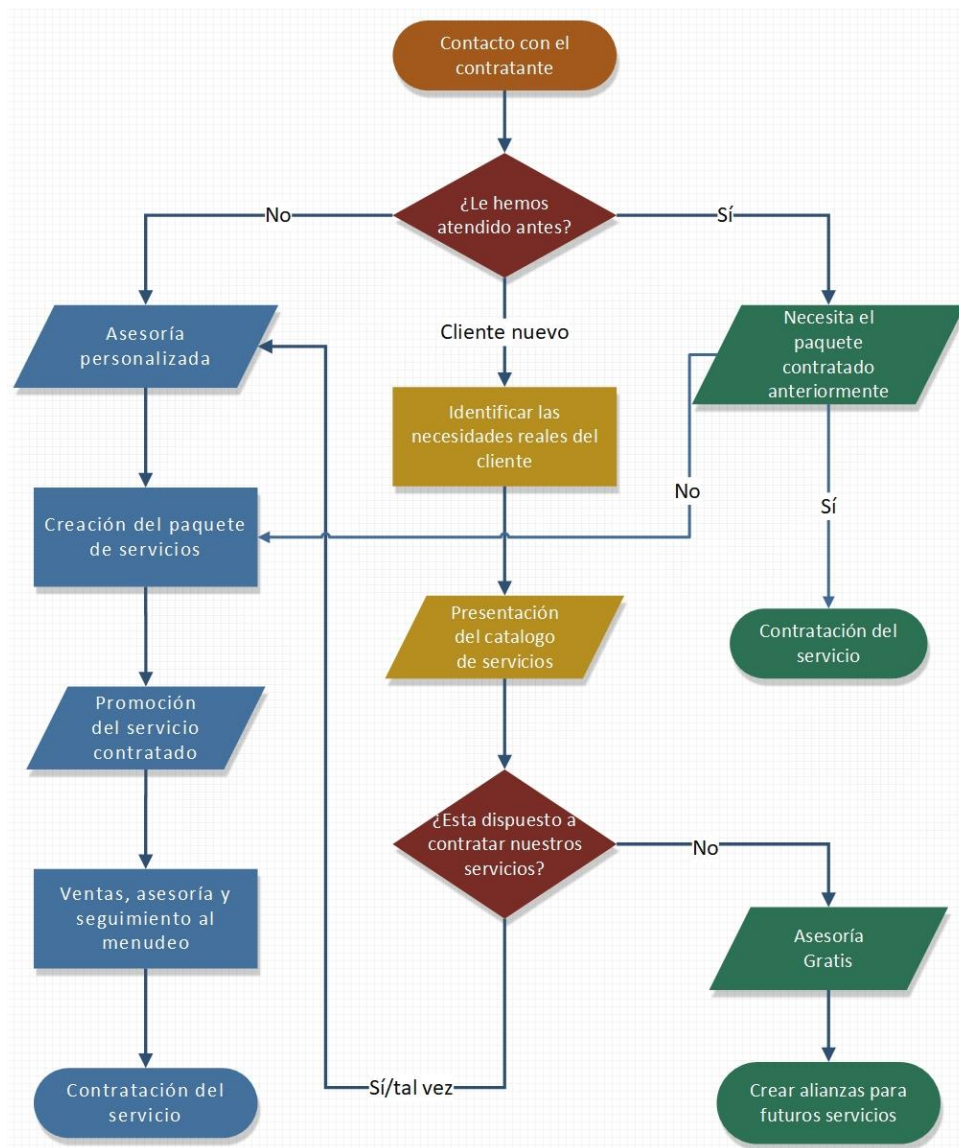 Contacto con el
contratante
¿Le hemos
atendido antes?
No
Sí
Cliente nuevo
Asesoría
personalizada
Necesita el
paquete
contratado
anteriormente
Identificar las
necesidades reales del
cliente
No
Sí
Creación del paquete
de servicios
Presentación
del catalogo
de servicios
Contratación del
servicio
Promoción
del servicio
contratado
¿Esta dispuesto a
contratar nuestros
servicios?
No
Ventas, asesoría y
seguimiento al
menudeo
Asesoría
Gratis
Sí/tal vez
Contratación del
servicio
Crear alianzas para
futuros servicios